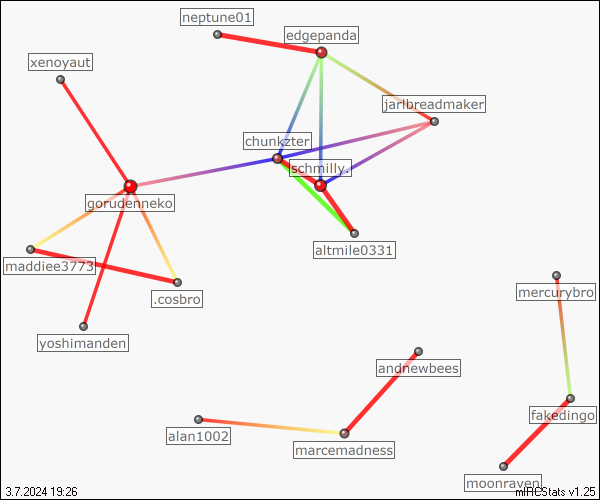 neptune01
edgepanda
xenoyaut
jarlbreadmaker
chunkzter
schmilly.
gorudenneko
altmile0331
maddiee3773
.cosbro
mercurybro
yoshimanden
andnewbees
fakedingo
alan1002
marcemadness
moonraven
3.7.2024 19:26
mIRCStats v1.25